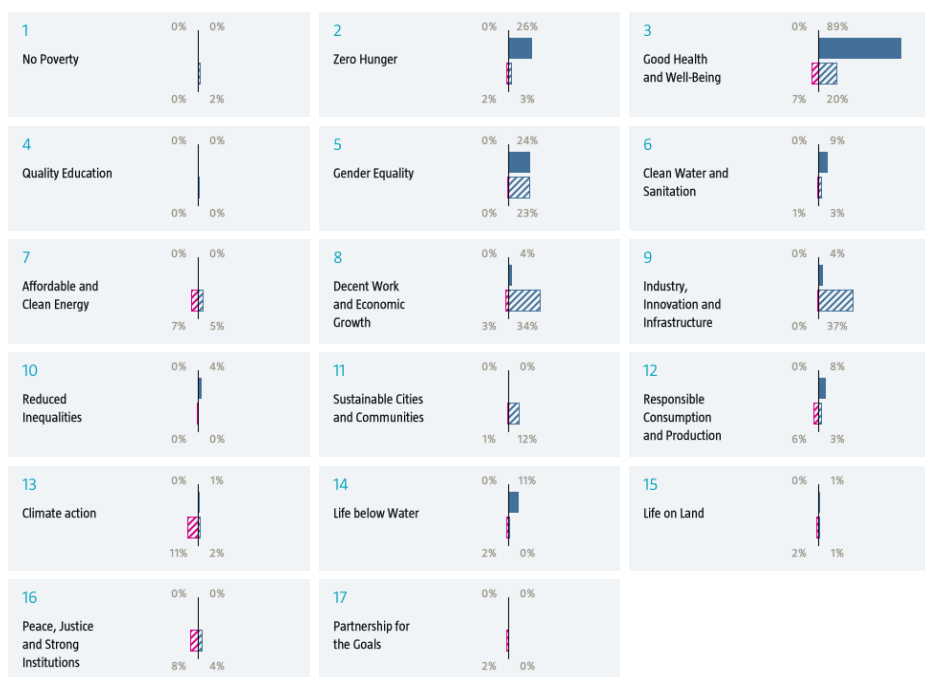 1
0% 0%
No Poverty
0% 2%
2
0% 26%
Zero Hunger
2% 3%
3
0% 89%
Good Health
and Well-Being
7% 20%
4
0% 0%
Quality Education
0% 0%
5
0% 24%
Gender Equality
0% 23%
6
0% 9%
Clean Water and
Sanitation
1% 3%
7
0% 0%
Affordable and
Clean Energy
7% 5%
8
0% 4%
Decent Work
and Economic
Growth
3% 34%
9
0% 4%
Industry,
Innovation and
Infrastructure
0% 37%
10
0% 4%
Reduced
Inequalities
0% 0%
11
0% 0%
Sustainable Cities
and Communities
1% 12%
12
0% 8%
Responsible
Consumption
and Production
6% 3%
13
0% 1%
Climate action
11% 2%
14
0% 11%
Life below Water
2% 0%
15
0% 1%
Life on Land
2% 1%
16
0% 0%
Peace, Justice
and Strong
Institutions
8% 4%
17
0% 0%
Partnership for
the Goals
2% 0%